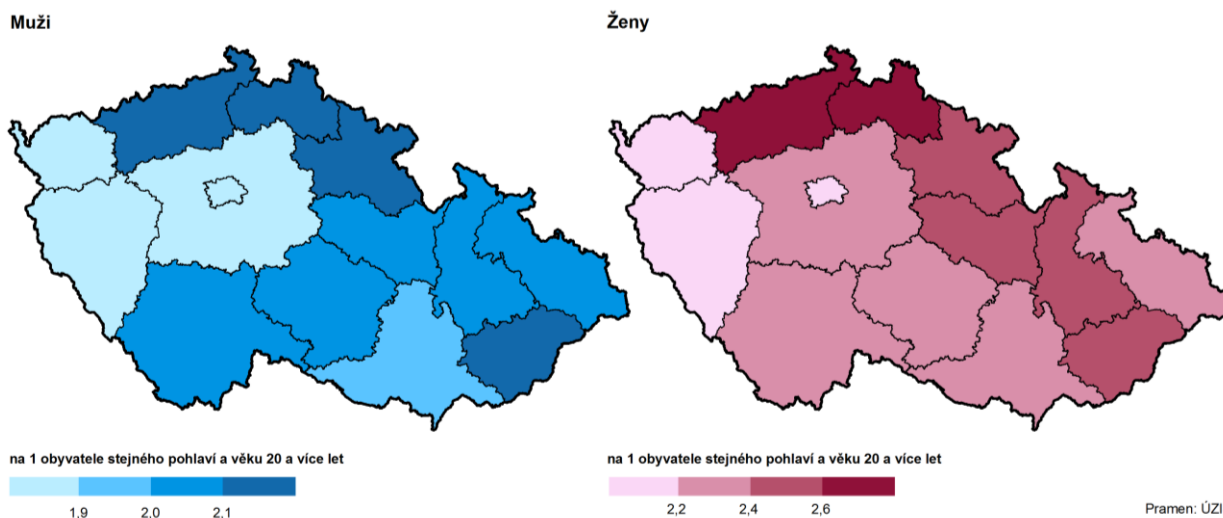 Muži
Ženy
na 1 obyvatele stejného pohlaví a věku 20 a více let
1,9 2,0 2,1
na 1 obyvatele stejného pohlaví a věku 20 a více let
2,2 2,4 2,6
Pramen: ÚZI